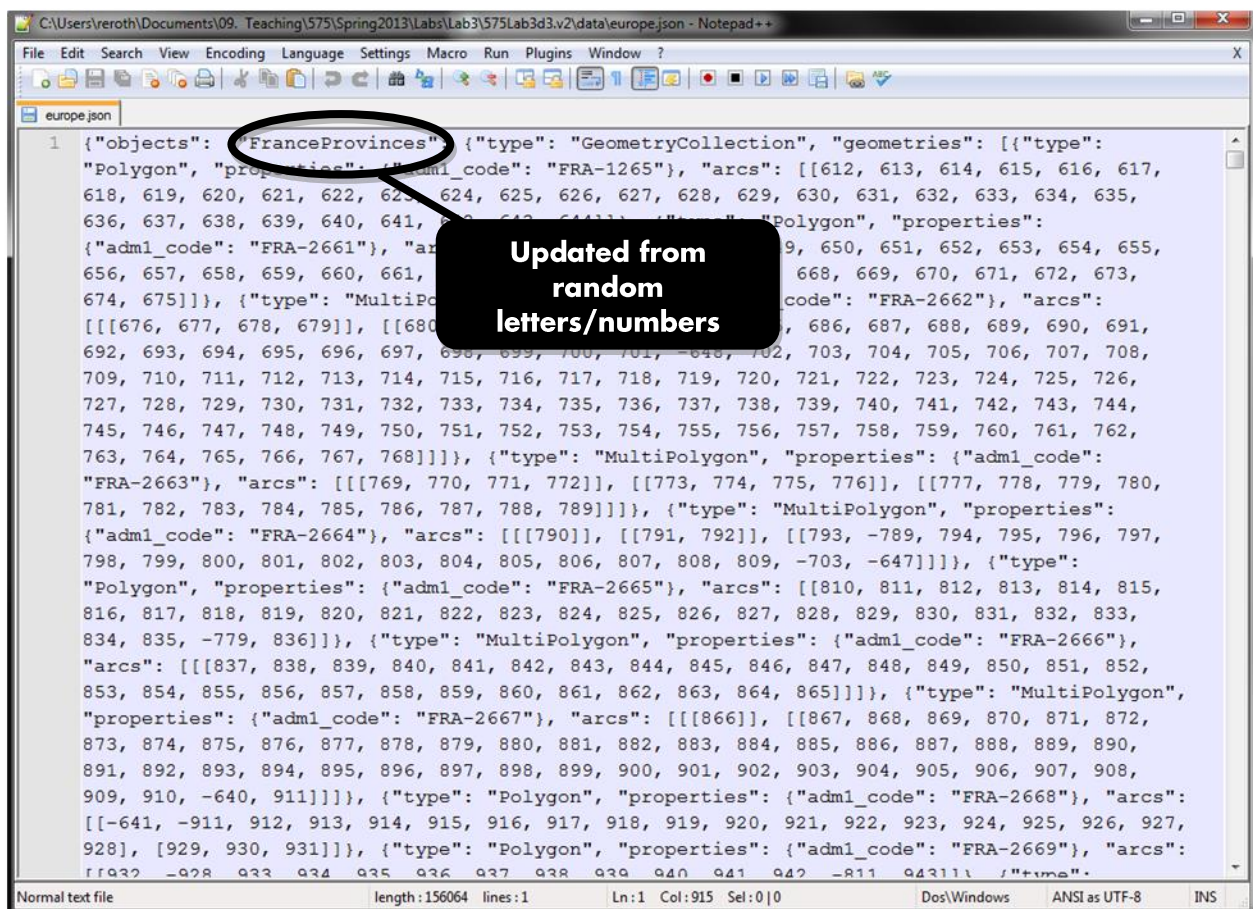 C:\Users\reroth\Documents\09. Teaching\575\Spring2013\Labs\Lab3\575Lab3d3.v2\data\europe.json - Notepad++
File Edit Search View Encoding Language Settings Macro Run Plugins Window ? X
europe.json
1 {"objects": "FranceProvinces": {"type": "GeometryCollection", "geometries": [{"type":
"Polygon", "properties": {"adm1_code": "FRA-1265"}, "arcs": [[612, 613, 614, 615, 616, 617,
618, 619, 620, 621, 622, 623, 624, 625, 626, 627, 628, 629, 630, 631, 632, 633, 634, 635,
636, 637, 638, 639, 640, 641, "Polygon", "properties":
{"adm1_code": "FRA-2661"}, 650, 651, 652, 653, 654, 655,
656, 657, 658, 659, 660, 661, 668, 669, 670, 671, 672, 673,
674, 675]]}, {"type": code": "FRA-2662"}, "arcs":
[[[676, 677, 678, 679]], [[680 686, 687, 688, 689, 690, 691,
692, 693, 694, 695, 696, 697, 698, 699, 700, 701, -648, 702, 703, 704, 705, 706, 707, 708,
709, 710, 711, 712, 713, 714, 715, 716, 717, 718, 719, 720, 721, 722, 723, 724, 725, 726,
727, 728, 729, 730, 731, 732, 733, 734, 735, 736, 737, 738, 739, 740, 741, 742, 743, 744,
745, 746, 747, 748, 749, 750, 751, 752, 753, 754, 755, 756, 757, 758, 759, 760, 761, 762,
763, 764, 765, 766, 767, 768]]]}, {"type": "MultiPolygon", "properties": {"adm1_code":
"FRA-2663"}, "arcs": [[[769, 770, 771, 772]], [[773, 774, 775, 776]], [[777, 778, 779, 780,
781, 782, 783, 784, 785, 786, 787, 788, 789]]]}, {"type": "MultiPolygon", "properties":
{"adm1_code": "FRA-2664"}, "arcs": [[[790]], [[791, 792]], [[793, -789, 794, 795, 796, 797,
798, 799, 800, 801, 802, 803, 804, 805, 806, 807, 808, 809, -703, -647]]]}, {"type":
"Polygon", "properties": {"adm1_code": "FRA-2665"}, "arcs": [[810, 811, 812, 813, 814, 815,
816, 817, 818, 819, 820, 821, 822, 823, 824, 825, 826, 827, 828, 829, 830, 831, 832, 833,
834, 835, -779, 836]]}, {"type": "MultiPolygon", "properties": {"adm1_code": "FRA-2666"},
"arcs": [[[837, 838, 839, 840, 841, 842, 843, 844, 845, 846, 847, 848, 849, 850, 851, 852,
853, 854, 855, 856, 857, 858, 859, 860, 861, 862, 863, 864, 865]]]}, {"type": "MultiPolygon",
"properties": {"adm1_code": "FRA-2667"}, "arcs": [[[866]], [[867, 868, 869, 870, 871, 872,
873, 874, 875, 876, 877, 878, 879, 880, 881, 882, 883, 884, 885, 886, 887, 888, 889, 890,
891, 892, 893, 894, 895, 896, 897, 898, 899, 900, 901, 902, 903, 904, 905, 906, 907, 908,
909, 910, -640, 911]]]}, {"type": "Polygon", "properties": {"adm1_code": "FRA-2668"}, "arcs":
[[-641, -911, 912, 913, 914, 915, 916, 917, 918, 919, 920, 921, 922, 923, 924, 925, 926, 927,
928], [929, 930, 931]]}, {"type": "Polygon", "properties": {"adm1_code": "FRA-2669"}, "arcs":
[[932 -928 933 934 935 936 937 938 939 940 941 942 -811 943]]} {"type":
Updated from
random
letters/numbers
Normal text file length : 156064 lines : 1 Ln : 1 Col : 915 Sel : 0 | 0 Dos\Windows ANSI as UTF-8 INS